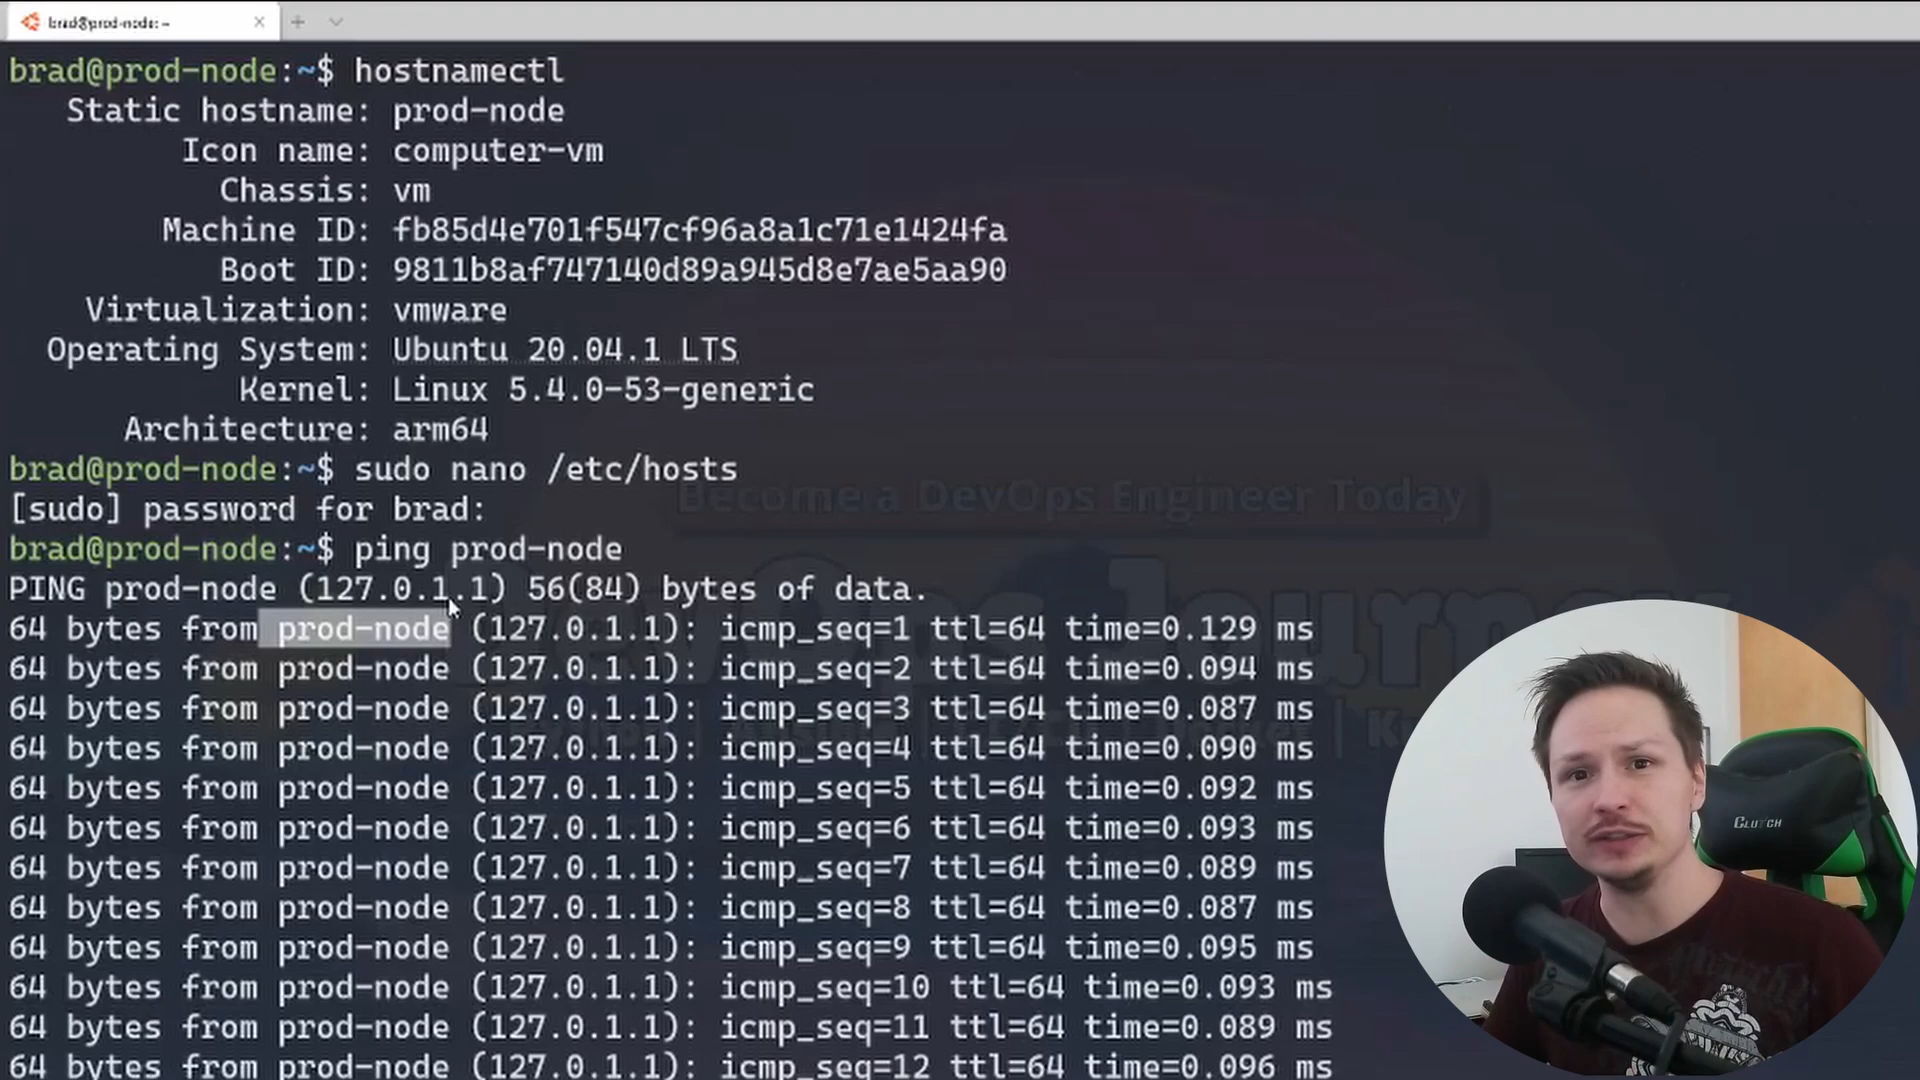 brad@prod-node: ~
brad@prod-node:~$ hostnamectl
Static hostname: prod-node
Icon name: computer-vm
Chassis: vm
Machine ID: fb85d4e701f547cf96a8a1c71e1424fa
Boot ID: 9811b8af747140d89a945d8e7ae5aa90
Virtualization: vmware
Operating System: Ubuntu 20.04.1 LTS
Kernel: Linux 5.4.0-53-generic
Architecture: arm64
brad@prod-node:~$ sudo nano /etc/hosts
[sudo] password for brad:
brad@prod-node:~$ ping prod-node
PING prod-node (127.0.1.1) 56(84) bytes of data.
64 bytes from prod-node (127.0.1.1): icmp_seq=1 ttl=64 time=0.129 ms
64 bytes from prod-node (127.0.1.1): icmp_seq=2 ttl=64 time=0.094 ms
64 bytes from prod-node (127.0.1.1): icmp_seq=3 ttl=64 time=0.087 ms
64 bytes from prod-node (127.0.1.1): icmp_seq=4 ttl=64 time=0.090 ms
64 bytes from prod-node (127.0.1.1): icmp_seq=5 ttl=64 time=0.092 ms
64 bytes from prod-node (127.0.1.1): icmp_seq=6 ttl=64 time=0.093 ms
64 bytes from prod-node (127.0.1.1): icmp_seq=7 ttl=64 time=0.089 ms
64 bytes from prod-node (127.0.1.1): icmp_seq=8 ttl=64 time=0.087 ms
64 bytes from prod-node (127.0.1.1): icmp_seq=9 ttl=64 time=0.095 ms
64 bytes from prod-node (127.0.1.1): icmp_seq=10 ttl=64 time=0.093 ms
64 bytes from prod-node (127.0.1.1): icmp_seq=11 ttl=64 time=0.089 ms
64 bytes from prod-node (127.0.1.1): icmp_seq=12 ttl=64 time=0.096 ms
Become a DevOps Engineer Today
DevOps Journey
CLUTCH